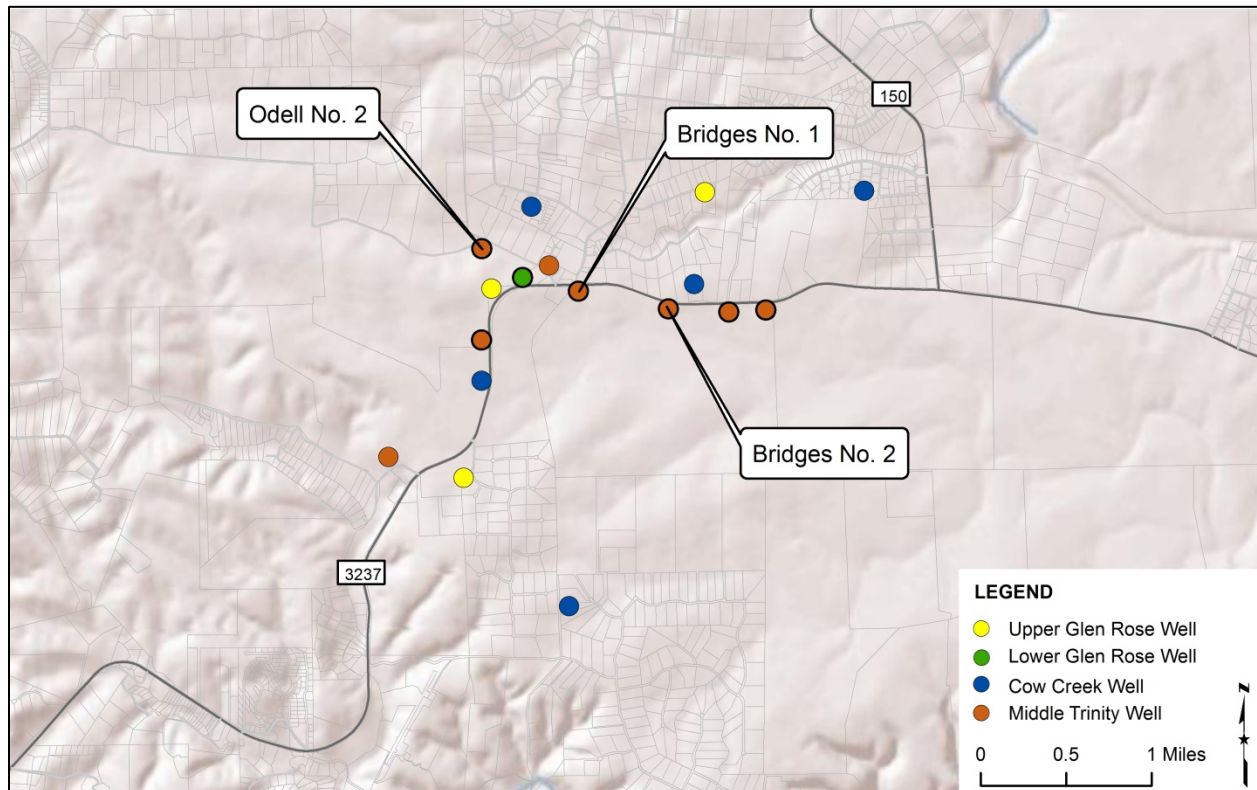 150
Odell No. 2
Bridges No. 1
Bridges No. 2
3237
LEGEND
Upper Glen Rose Well
Lower Glen Rose Well
Cow Creek Well
Middle Trinity Well
N
0 0.5 1 Miles